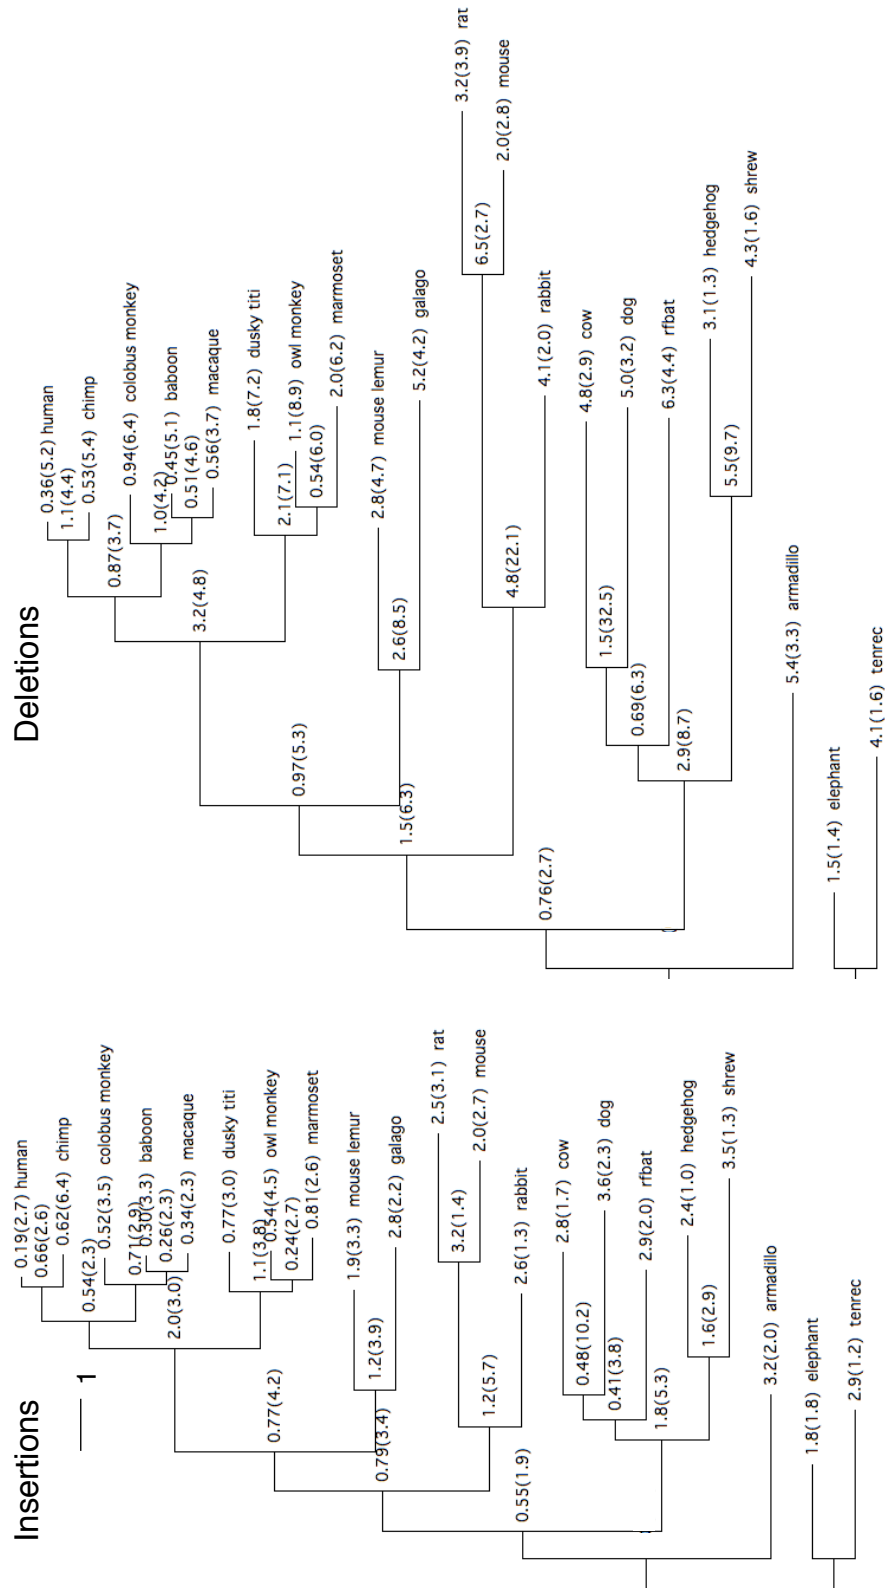 Insertions
1
0.19(2.7) human
0.66(2.6)
0.62(6.4) chimp
0.54(2.3)
0.52(3.5) colobus monkey
0.71(2.9)
0.30(3.3) baboon
0.26(2.3)
0.34(2.3) macaque
2.0(3.0)
0.77(3.0) dusky titi
1.1(3.8)
0.54(4.5) owl monkey
0.24(2.7)
0.81(2.6) marmoset
0.77(4.2)
1.9(3.3) mouse lemur
1.2(3.9)
2.8(2.2) galago
0.79(3.4)
2.5(3.1) rat
3.2(1.4)
2.0(2.7) mouse
1.2(5.7)
2.6(1.3) rabbit
0.55(1.9)
2.8(1.7) cow
0.48(10.2)
3.6(2.3) dog
0.41(3.8)
2.9(2.0) rfbat
1.8(5.3)
2.4(1.0) hedgehog
1.6(2.9)
3.5(1.3) shrew
3.2(2.0) armadillo
1.8(1.8) elephant
2.9(1.2) tenrec
Deletions
0.36(5.2) human
1.1(4.4)
0.53(5.4) chimp
0.87(3.7)
0.94(6.4) colobus monkey
1.0(4.2)
0.45(5.1) baboon
0.51(4.6)
0.56(3.7) macaque
3.2(4.8)
1.8(7.2) dusky titi
2.1(7.1)
1.1(8.9) owl monkey
0.54(6.0)
2.0(6.2) marmoset
0.97(5.3)
2.8(4.7) mouse lemur
2.6(8.5)
5.2(4.2) galago
1.5(6.3)
3.2(3.9) rat
6.5(2.7)
2.0(2.8) mouse
4.8(22.1)
4.1(2.0) rabbit
0.76(2.7)
4.8(2.9) cow
1.5(32.5)
5.0(3.2) dog
0.69(6.3)
6.3(4.4) rfbat
2.9(8.7)
3.1(1.3) hedgehog
5.5(9.7)
4.3(1.6) shrew
5.4(3.3) armadillo
1.5(1.4) elephant
4.1(1.6) tenrec